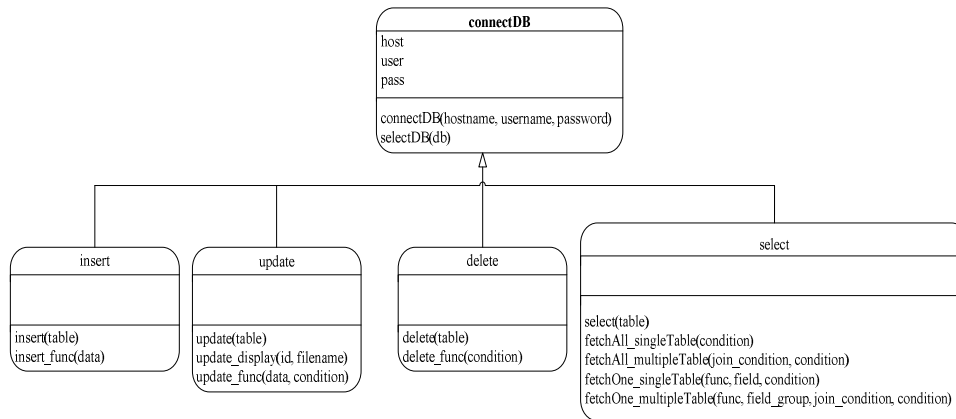 connectDB
host
user
pass
connectDB(hostname, username, password)
selectDB(db)
insert
insert(table)
insert_func(data)
update
update(table)
update_display(id, filename)
update_func(data, condition)
delete
delete(table)
delete_func(condition)
select
select(table)
fetchAll_singleTable(condition)
fetchAll_multipleTable(join_condition, condition)
fetchOne_singleTable(func, field, condition)
fetchOne_multipleTable(func, field_group, join_condition, condition)